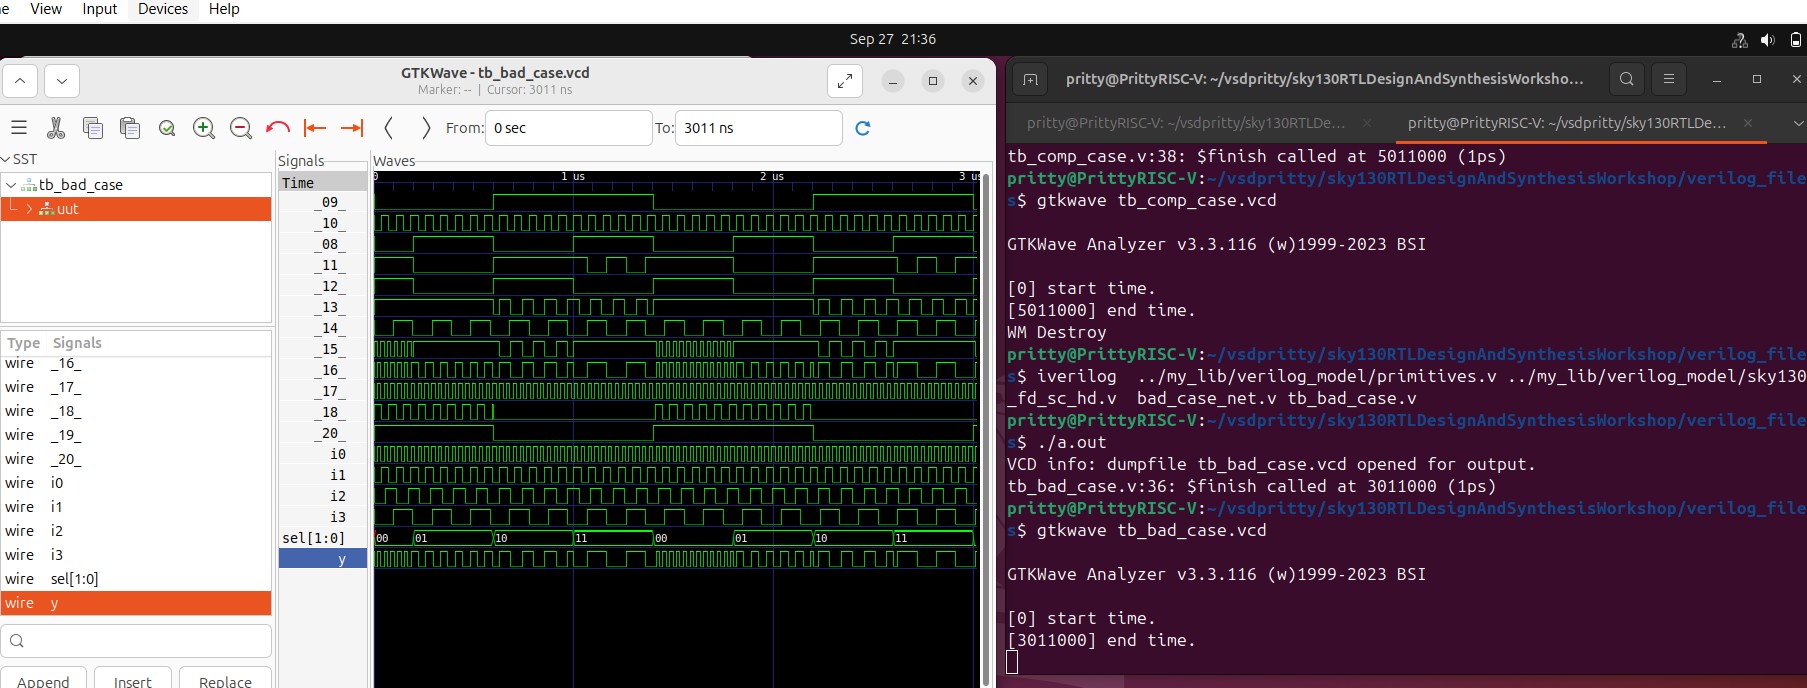 e View Input Devices Help
Sep 27 21:36
GTKWave - tb_bad_case.vcd
Marker: -- | Cursor: 3011 ns
From: 0 sec To: 3011 ns
SST
tb_bad_case
uut
Type Signals
wire _16_
wire _17_
wire _18_
wire _19_
wire _20_
wire i0
wire i1
wire i2
wire i3
wire sel[1:0]
wire y
Append Insert Replace
Signals
Time
_09_
_10_
_08_
_11_
_12_
_13_
_14_
_15_
_16_
_17_
_18_
_20_
i0
i1
i2
i3
sel[1:0]
y
Waves
0 1 us 2 us 3 us
00 01 10 11 00 01 10 11
pritty@PrittyRISC-V: ~/vsdpritty/sky130RTLDesignAndSynthesisWorksho...
pritty@PrittyRISC-V: ~/vsdpritty/sky130RTLDe... pritty@PrittyRISC-V: ~/vsdpritty/sky130RTLDe...
tb_comp_case.v:38: $finish called at 5011000 (1ps)
pritty@PrittyRISC-V:~/vsdpritty/sky130RTLDesignAndSynthesisWorkshop/verilog_file
s$ gtkwave tb_comp_case.vcd
GTKWave Analyzer v3.3.116 (w)1999-2023 BSI
[0] start time.
[5011000] end time.
WM Destroy
pritty@PrittyRISC-V:~/vsdpritty/sky130RTLDesignAndSynthesisWorkshop/verilog_file
s$ iverilog ../my_lib/verilog_model/primitives.v ../my_lib/verilog_model/sky130
_fd_sc_hd.v bad_case_net.v tb_bad_case.v
pritty@PrittyRISC-V:~/vsdpritty/sky130RTLDesignAndSynthesisWorkshop/verilog_file
s$ ./a.out
VCD info: dumpfile tb_bad_case.vcd opened for output.
tb_bad_case.v:36: $finish called at 3011000 (1ps)
pritty@PrittyRISC-V:~/vsdpritty/sky130RTLDesignAndSynthesisWorkshop/verilog_file
s$ gtkwave tb_bad_case.vcd
GTKWave Analyzer v3.3.116 (w)1999-2023 BSI
[0] start time.
[3011000] end time.